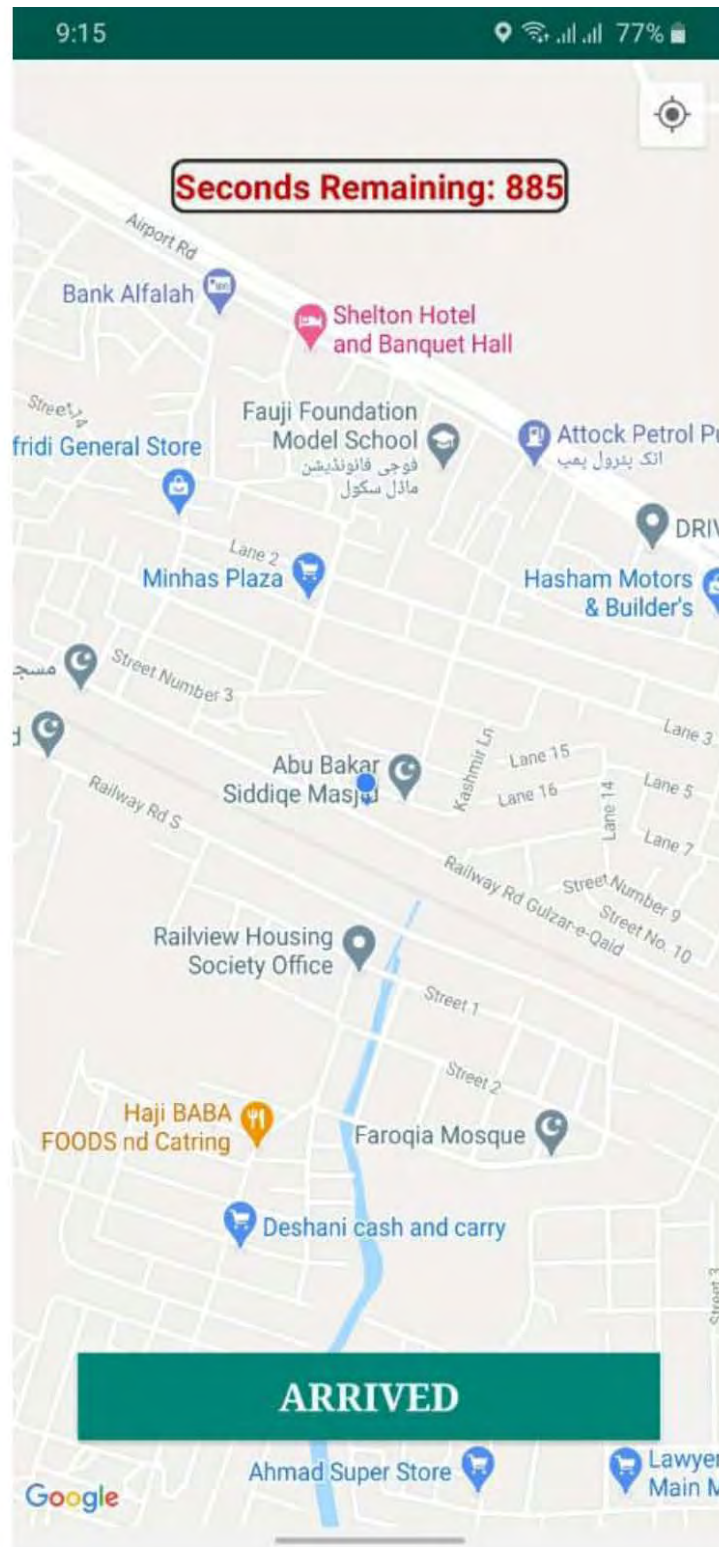 9:15
77%
Seconds Remaining: 885
Airport Rd
Bank Alfalah
Shelton Hotel
and Banquet Hall
Fauji Foundation
Model School
فوجی فائونڈیشن
ماڈل سکول
Attock Petrol Pu
اٹک پٹرول پمپ
fridi General Store
DRIV
Lane 2
Minhas Plaza
Hasham Motors
& Builder's
مسج
Street Number 3
d
Lane 3
Abu Bakar
Siddiqe Masjid
Kashmir Ln
Lane 15
Lane 16
Lane 14
Lane 5
Lane 7
Railway Rd S
Railway Rd Gulzar-e-Qaid
Street Number 9
Street No. 10
Railview Housing
Society Office
Street 1
Street 2
Haji BABA
FOODS nd Catring
Faroqia Mosque
Deshani cash and carry
Street 3
ARRIVED
Ahmad Super Store
Lawyer
Main M
Google